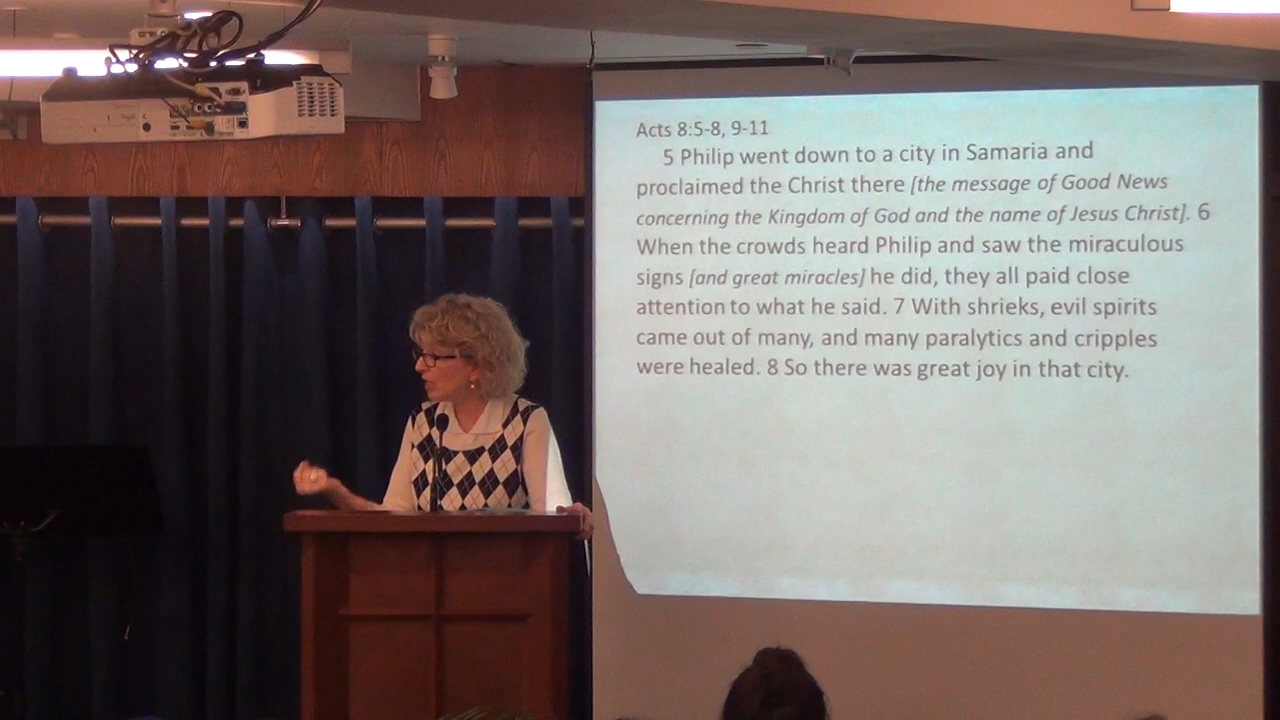 Acts 8:5-8, 9-11
5 Philip went down to a city in Samaria and
proclaimed the Christ there [the message of Good News
concerning the Kingdom of God and the name of Jesus Christ]. 6
When the crowds heard Philip and saw the miraculous
signs [and great miracles] he did, they all paid close
attention to what he said. 7 With shrieks, evil spirits
came out of many, and many paralytics and cripples
were healed. 8 So there was great joy in that city.